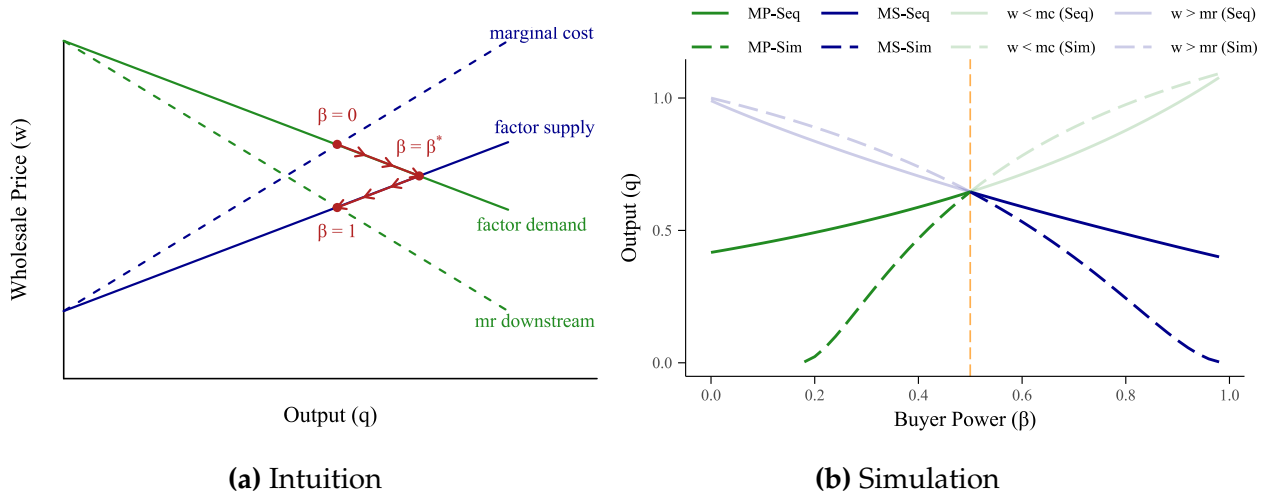 MP-Seq MS-Seq w < mc (Seq) w > mr (Seq)
MP-Sim MS-Sim w < mc (Sim) w > mr (Sim)
marginal cost
β = 0
factor supply
β = β*
β = 1
factor demand
mr downstream
Wholesale Price (w)
Output (q)
(a) Intuition
Output (q)
1.0
0.5
0.0
0.0 0.2 0.4 0.6 0.8 1.0
Buyer Power (β)
(b) Simulation